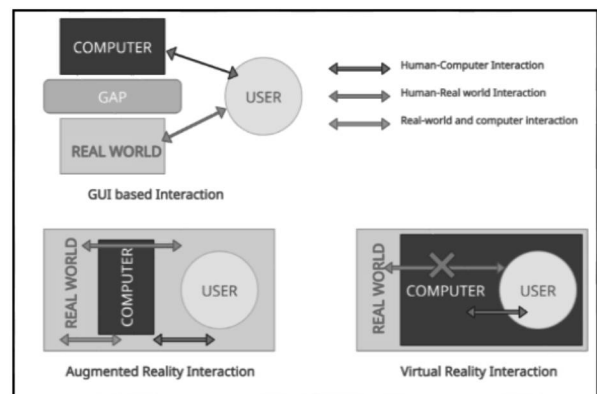 COMPUTER
GAP
REAL WORLD
USER
GUI based Interaction
Human-Computer Interaction
Human-Real world Interaction
Real-world and computer interaction
REAL WORLD
COMPUTER
USER
Augmented Reality Interaction
REAL WORLD
COMPUTER
USER
Virtual Reality Interaction